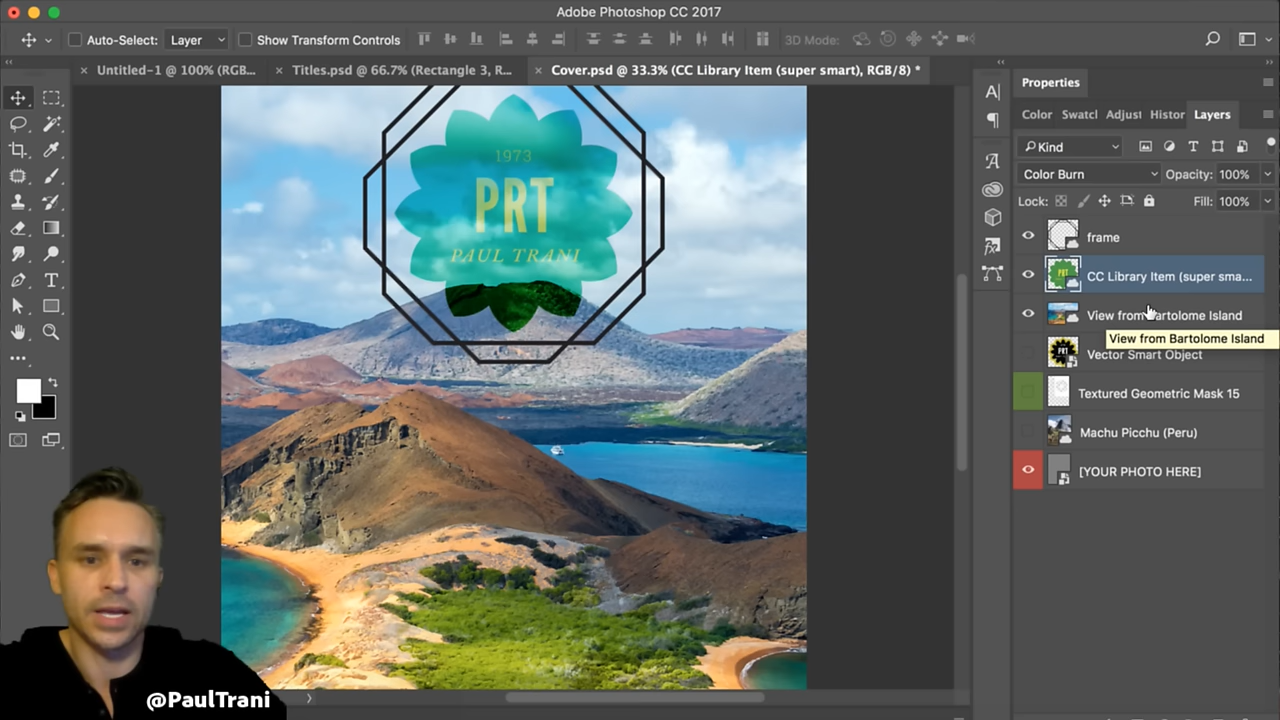 Adobe Photoshop CC 2017
Auto-Select: Layer Show Transform Controls 3D Mode:
× Untitled-1 @ 100% (RGB... × Titles.psd @ 66.7% (Rectangle 3, R... × Cover.psd @ 33.3% (CC Library Item (super smart), RGB/8) *
Properties
Color Swatcl Adjust Histor Layers
Kind
Color Burn Opacity: 100%
Lock: Fill: 100%
frame
CC Library Item (super sma...
View from Bartolome Island
View from Bartolome Island
Vector Smart Object
Textured Geometric Mask 15
Machu Picchu (Peru)
[YOUR PHOTO HERE]
1973
PRT
PAUL TRANI
@PaulTrani